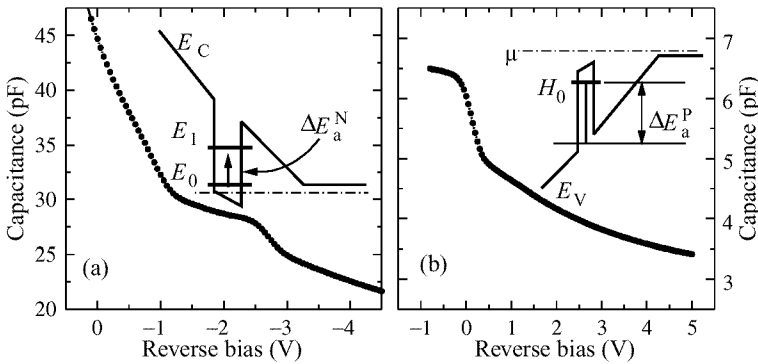 45
40
35
30
25
20
Capacitance (pF)
0
−1
−2
−3
−4
Reverse bias (V)
(a)
E_C
E_1
E_0
ΔE_a^N
7
6
5
4
3
Capacitance (pF)
−1
0
1
2
3
4
5
Reverse bias (V)
(b)
μ
H_0
ΔE_a^P
E_V